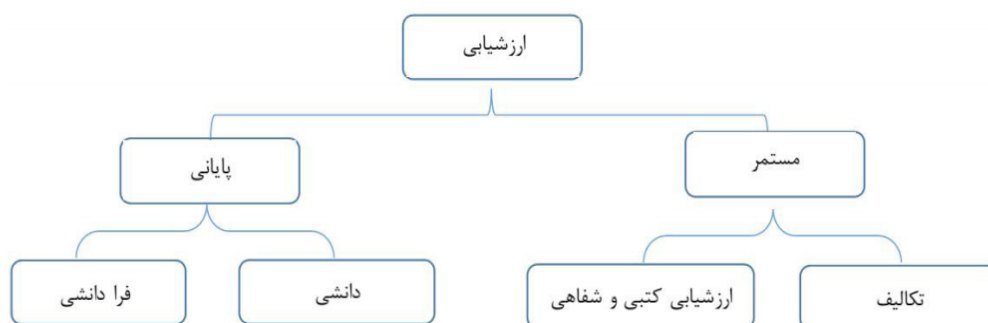 ارزشیابی
مستمر
پایانی
تکالیف
ارزشیابی کتبی و شفاهی
دانشی
فرا دانشی